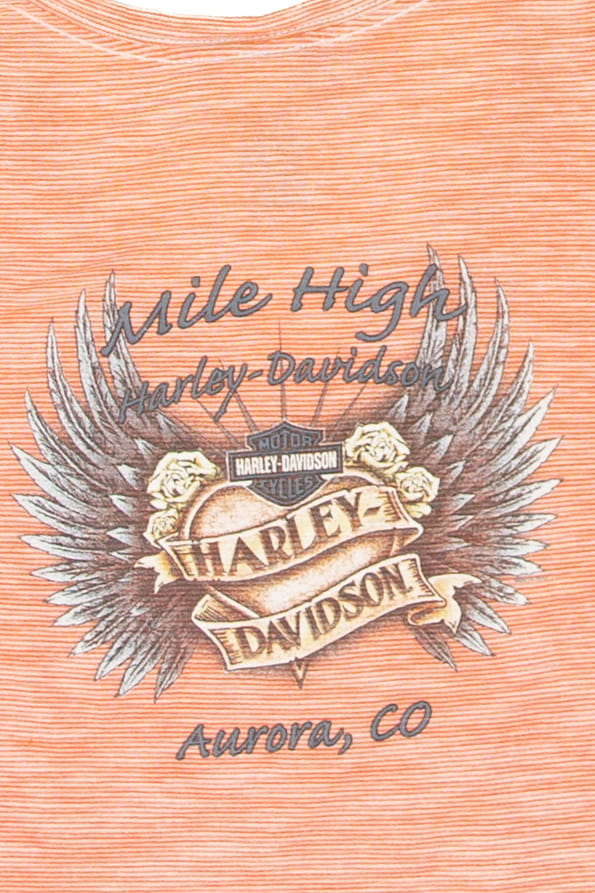 Mile High
Harley-Davidson
MOTOR
HARLEY-DAVIDSON
CYCLES
HARLEY-
DAVIDSON
Aurora, CO